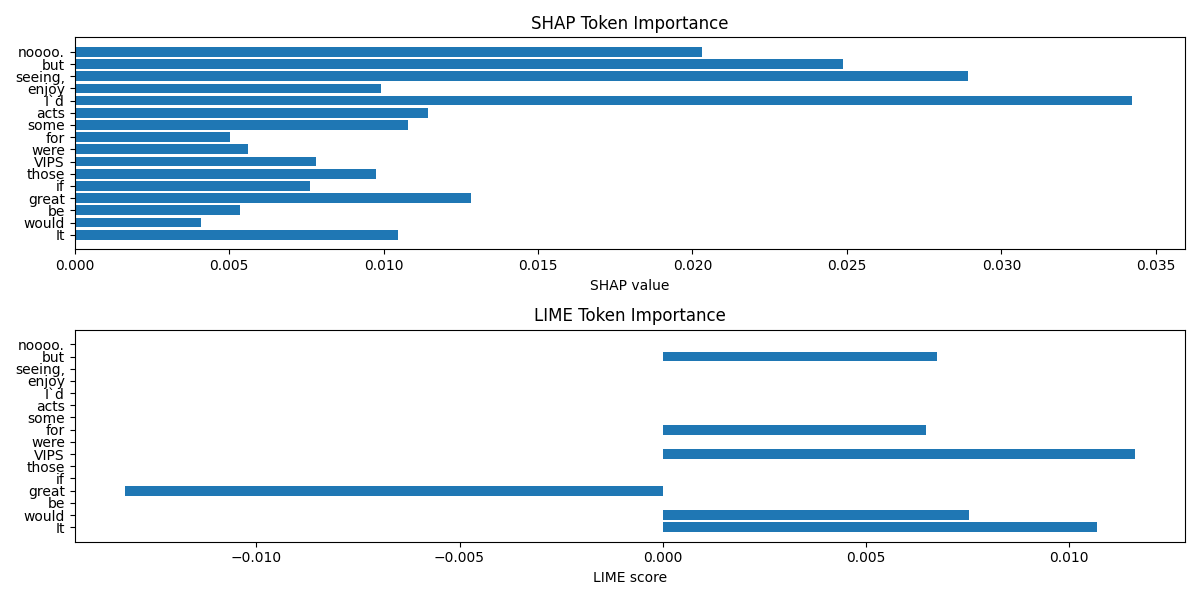 SHAP Token Importance
noooo.
but
seeing,
enjoy
I`d
acts
some
for
were
VIPS
those
if
great
be
would
It
0.000 0.005 0.010 0.015 0.020 0.025 0.030 0.035
SHAP value
LIME Token Importance
noooo.
but
seeing,
enjoy
I`d
acts
some
for
were
VIPS
those
if
great
be
would
It
−0.010 −0.005 0.000 0.005 0.010
LIME score